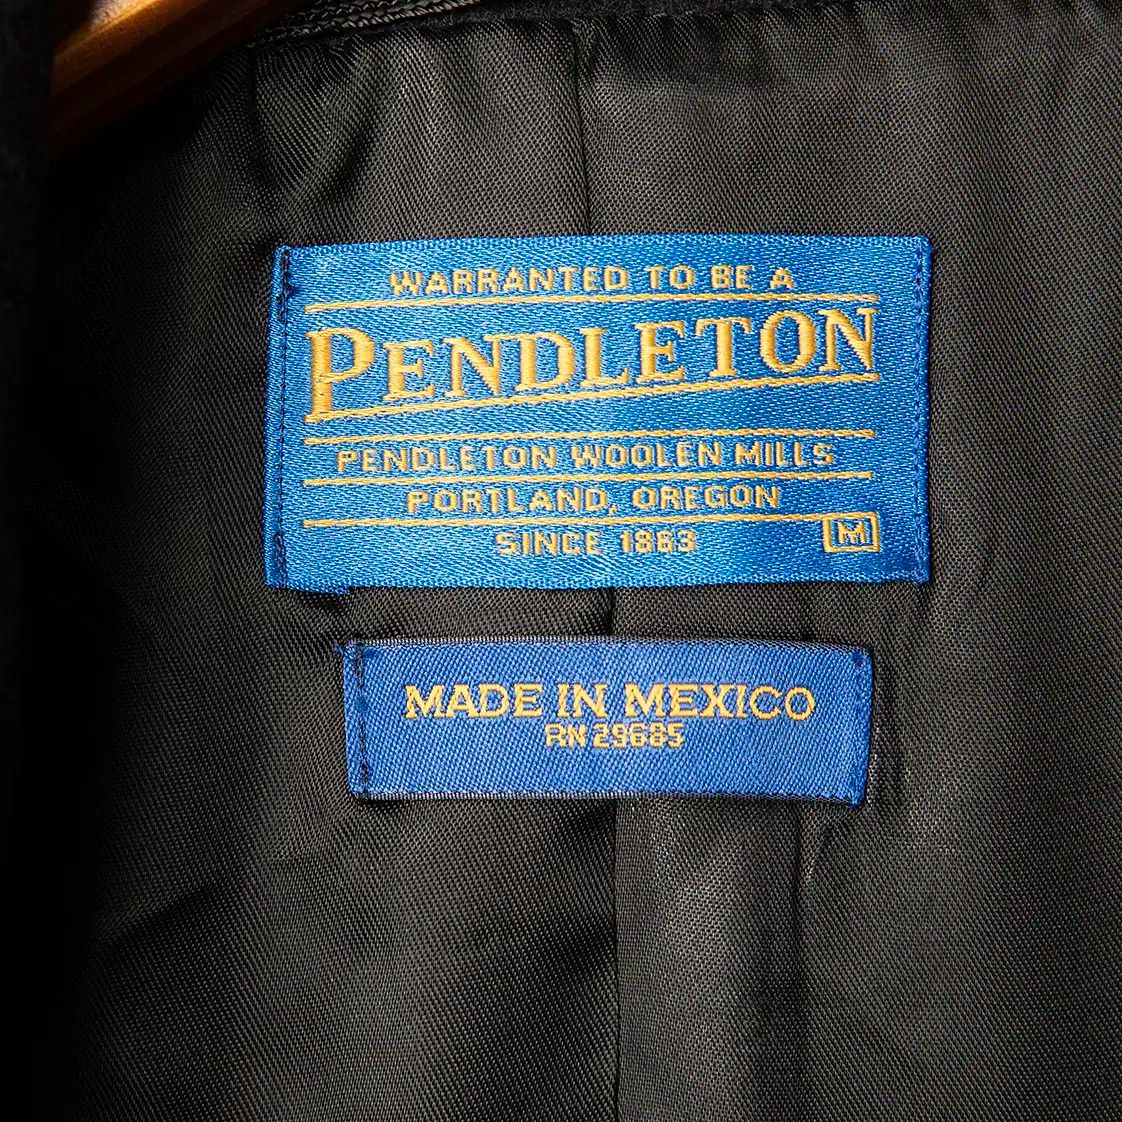 WARRANTED TO BE A
PENDLETON
PENDLETON WOOLEN MILLS
PORTLAND, OREGON
SINCE 1863
M
MADE IN MEXICO
RN 29685